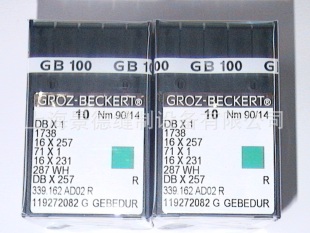 GB 100
GROZ-BECKERT®
10 Nm 90/14
DB X 1
1738
16 X 257
71 X 1
16 X 231
287 WH
DB X 257 R
339 162 AD02 R
119272082 G GEBEDUR
GB 100
GROZ-BECKERT®
10 Nm 90/14
DB X 1
1738
16 X 257
71 X 1
16 X 231
287 WH
DB X 257 R
339 162 AD02 R
119272082 G GEBEDUR